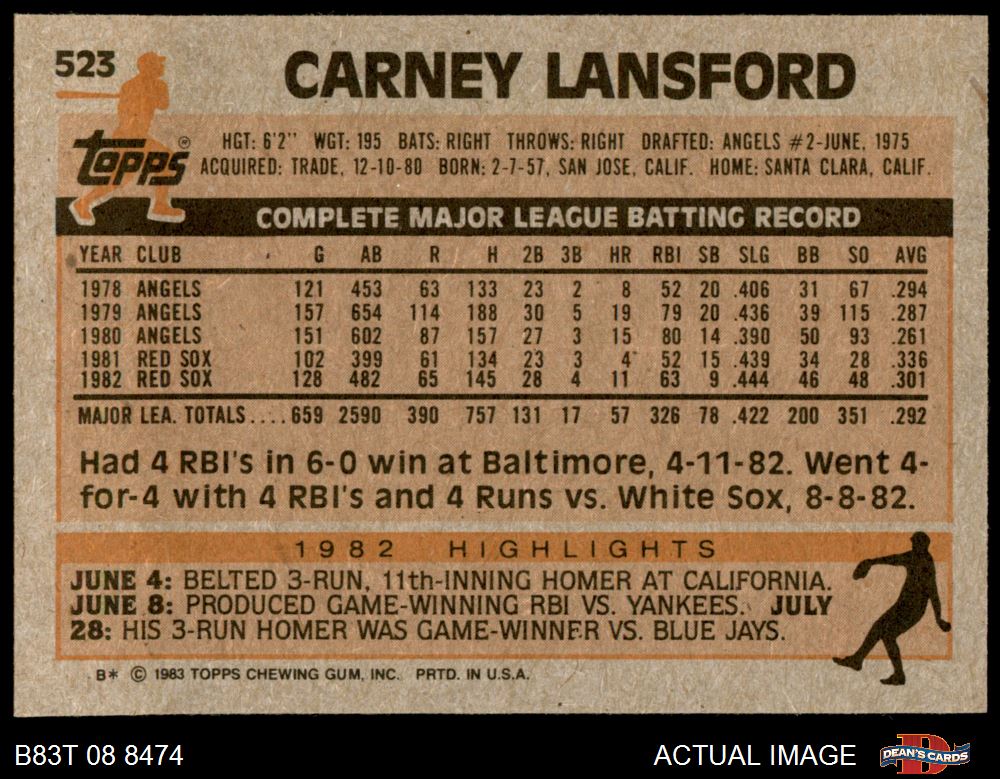 523 CARNEY LANSFORD
topps®
HGT: 6'2'' WGT: 195 BATS: RIGHT THROWS: RIGHT DRAFTED: ANGELS #2-JUNE, 1975
ACQUIRED: TRADE, 12-10-80 BORN: 2-7-57, SAN JOSE, CALIF. HOME: SANTA CLARA, CALIF.
COMPLETE MAJOR LEAGUE BATTING RECORD
YEAR CLUB G AB R H 2B 3B HR RBI SB SLG BB SO AVG
1978 ANGELS 121 453 63 133 23 2 8 52 20 .406 31 67 .294
1979 ANGELS 157 654 114 188 30 5 19 79 20 .436 39 115 .287
1980 ANGELS 151 602 87 157 27 3 15 80 14 .390 50 93 .261
1981 RED SOX 102 399 61 134 23 3 4 52 15 .439 34 28 .336
1982 RED SOX 128 482 65 145 28 4 11 63 9 .444 46 48 .301
MAJOR LEA. TOTALS .... 659 2590 390 757 131 17 57 326 78 .422 200 351 .292
Had 4 RBI's in 6-0 win at Baltimore, 4-11-82. Went 4-
for-4 with 4 RBI's and 4 Runs vs. White Sox, 8-8-82.
1982 HIGHLIGHTS
JUNE 4: BELTED 3-RUN, 11th-INNING HOMER AT CALIFORNIA.
JUNE 8: PRODUCED GAME-WINNING RBI VS. YANKEES. JULY
28: HIS 3-RUN HOMER WAS GAME-WINNER VS. BLUE JAYS.
B* © 1983 TOPPS CHEWING GUM, INC. PRTD. IN U.S.A.
B83T 08 8474 ACTUAL IMAGE
D
DEAN'S CARDS